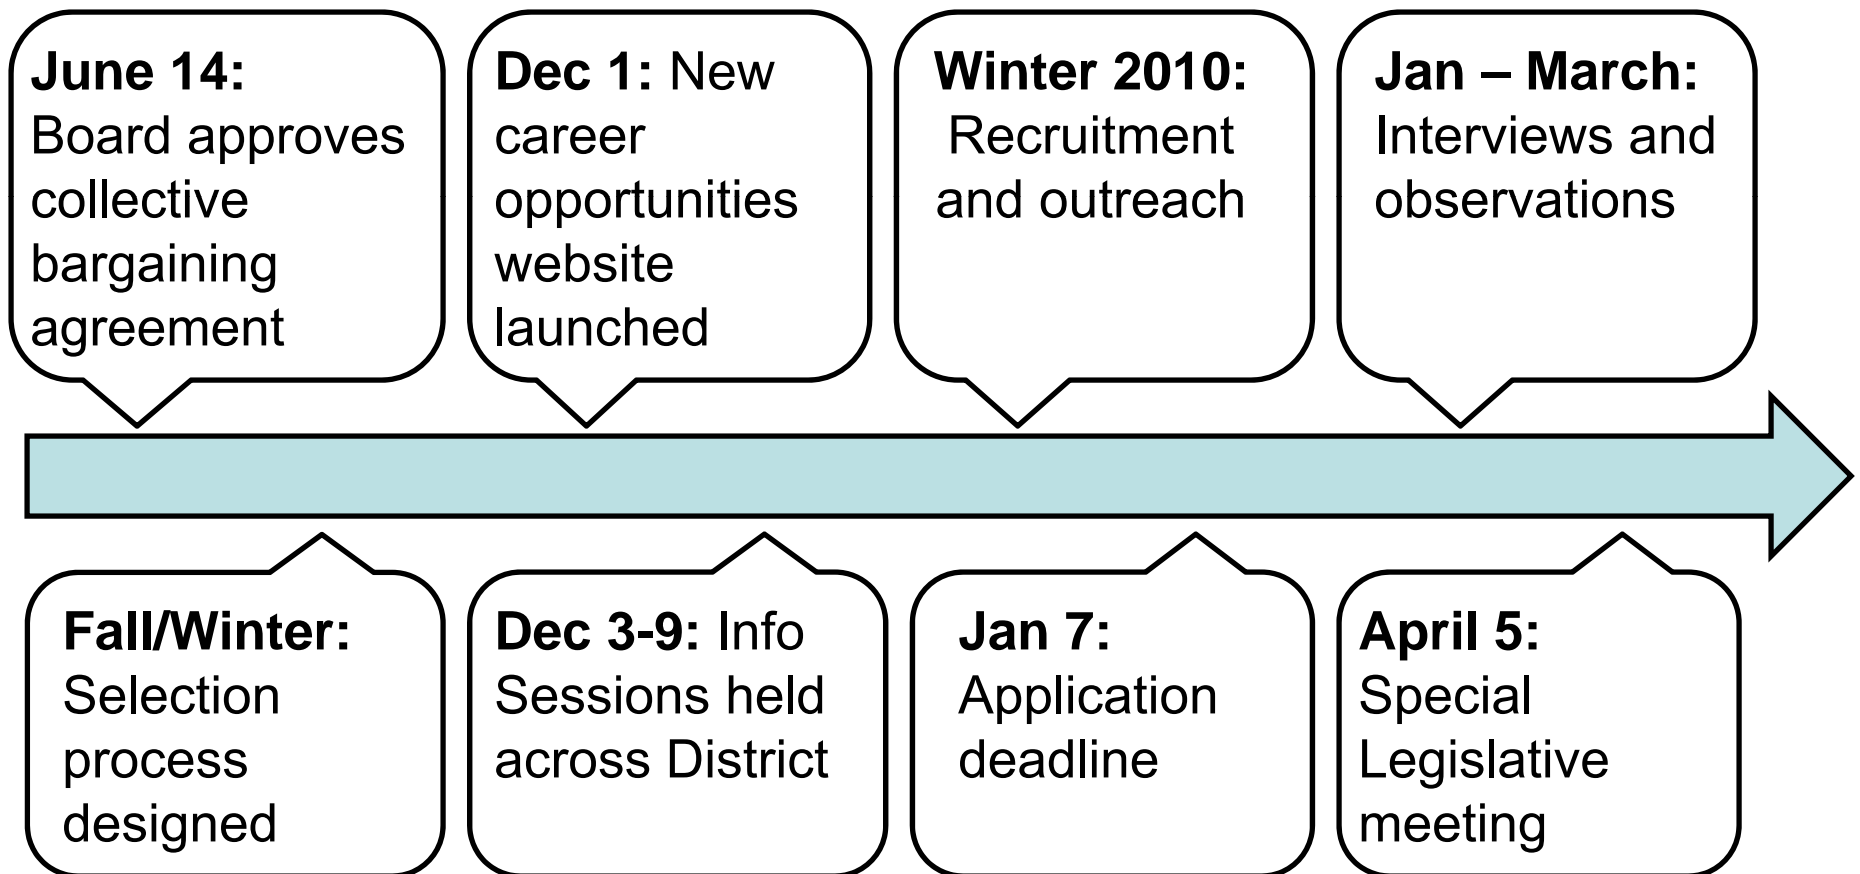 June 14:
Board approves
collective
bargaining
agreement
Dec 1: New
career
opportunities
website
launched
Winter 2010:
Recruitment
and outreach
Jan – March:
Interviews and
observations
Fall/Winter:
Selection
process
designed
Dec 3-9: Info
Sessions held
across District
Jan 7:
Application
deadline
April 5:
Special
Legislative
meeting